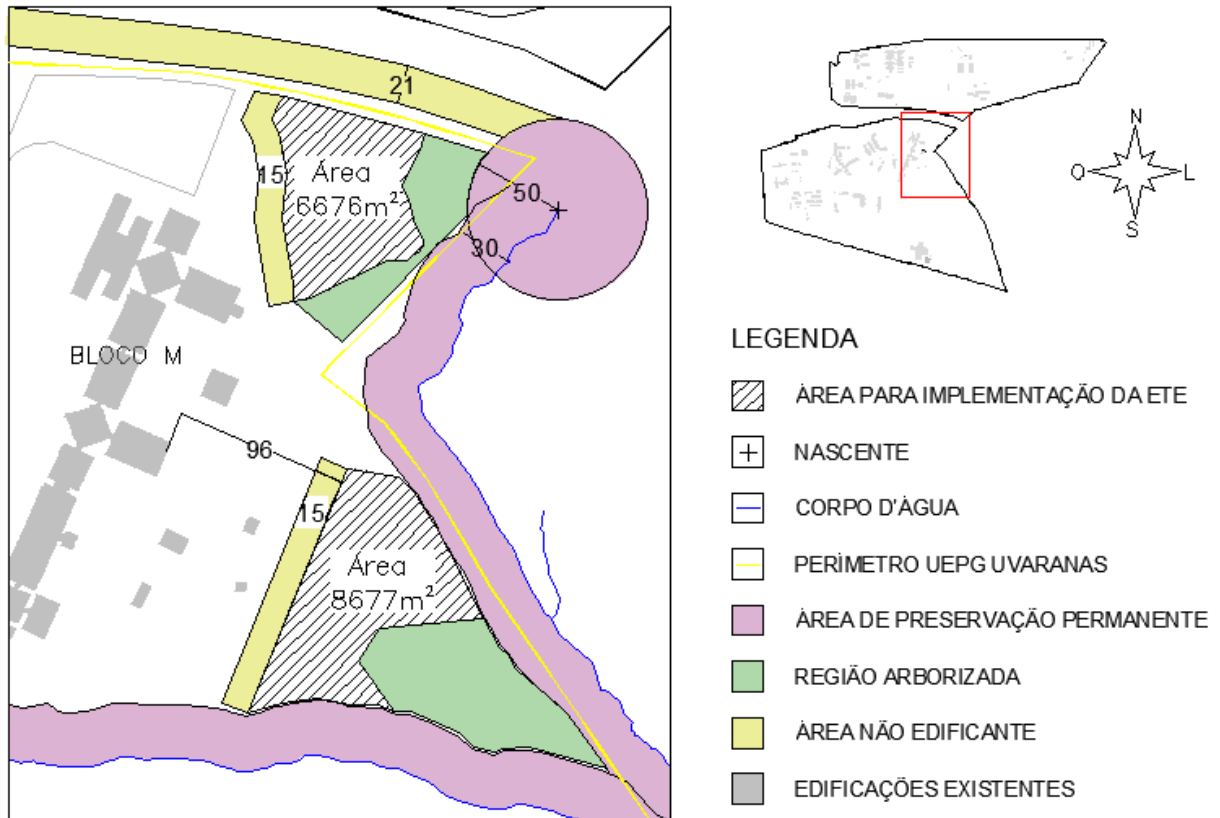 21
15
Área
6676m²
50
30
BLOCO M
96
15
Área
8677m²
N
O
L
S
LEGENDA
ÁREA PARA IMPLEMENTAÇÃO DA ETE
NASCENTE
CORPO D'ÁGUA
PERÍMETRO UEPG UVARANAS
ÁREA DE PRESERVAÇÃO PERMANENTE
REGIÃO ARBORIZADA
ÁREA NÃO EDIFICANTE
EDIFICAÇÕES EXISTENTES